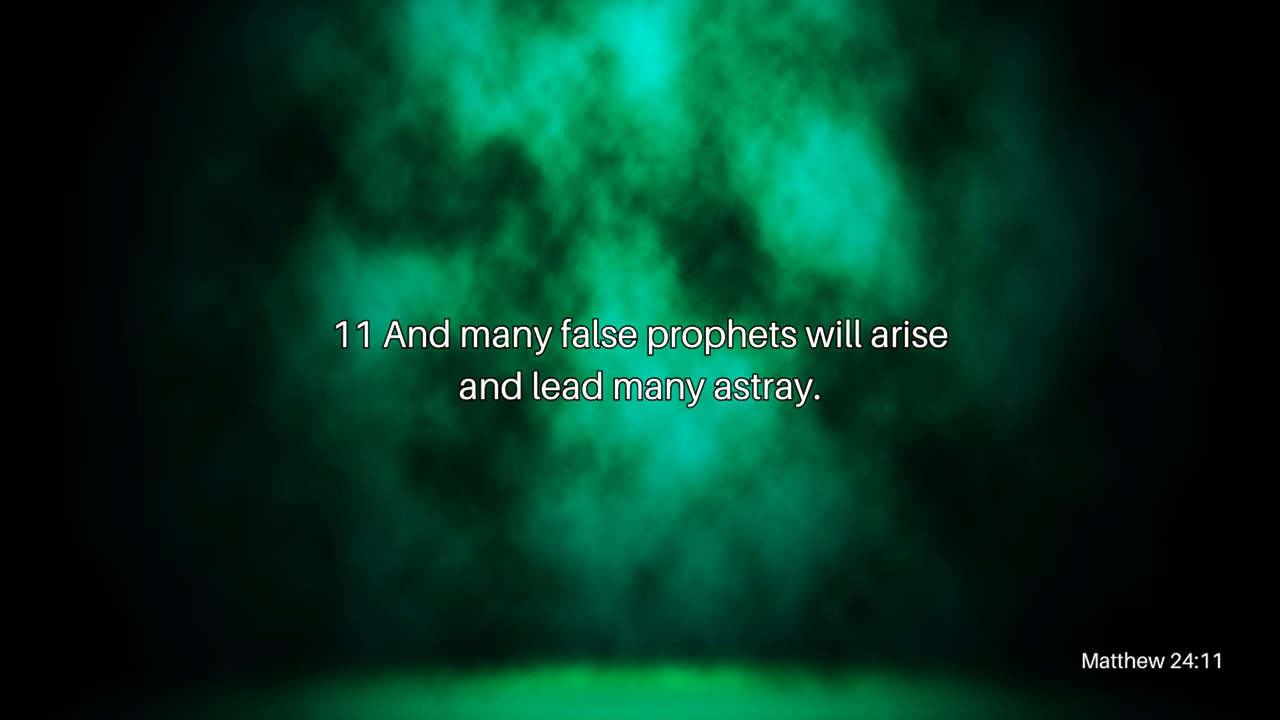 11 And many false prophets will arise
and lead many astray.
Matthew 24:11